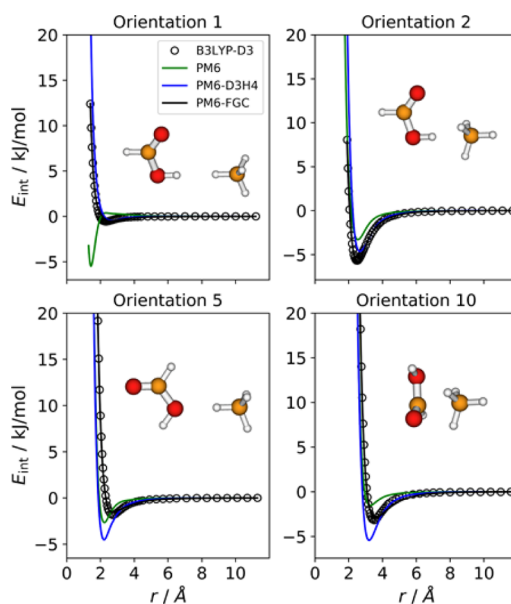 Orientation 1
Orientation 2
20
15
10
5
0
−5
E_int / kJ/mol
B3LYP-D3
PM6
PM6-D3H4
PM6-FGC
20
15
10
5
0
−5
Orientation 5
Orientation 10
20
15
10
5
0
−5
E_int / kJ/mol
20
15
10
5
0
−5
0 2 4 6 8 10
0 2 4 6 8 10
r / Å
r / Å